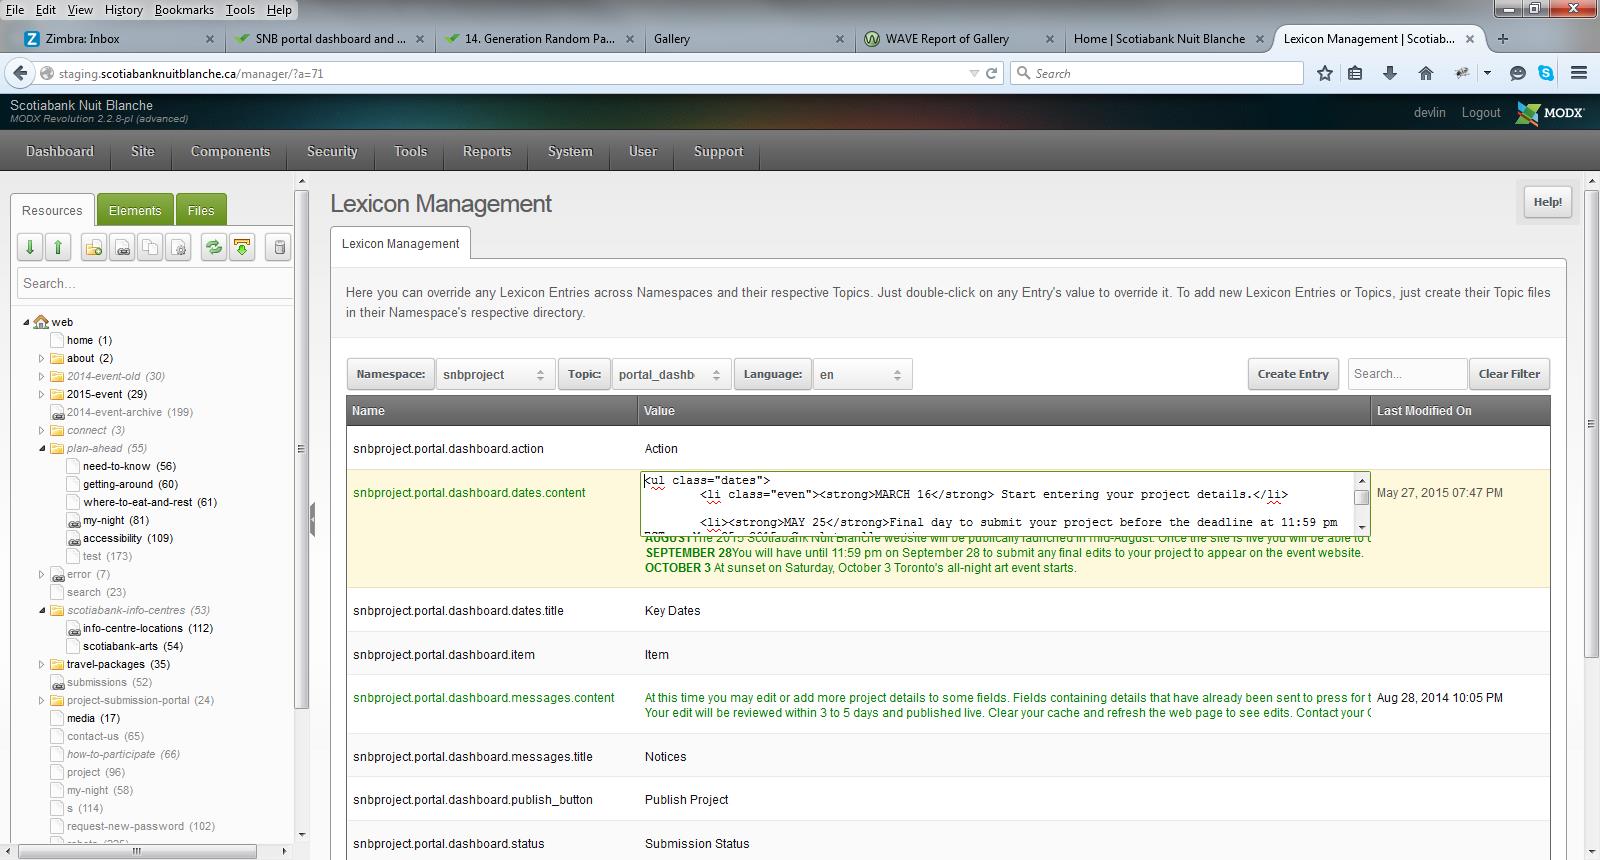 File Edit View History Bookmarks Tools Help
Zimbra: Inbox
SNB portal dashboard and ...
14. Generation Random Pa...
Gallery
WAVE Report of Gallery
Home | Scotiabank Nuit Blanche
Lexicon Management | Scotiab...
staging.scotiabanknuitblanche.ca/manager/?a=71
Search
Scotiabank Nuit Blanche
MODX Revolution 2.2.8-pl (advanced)
devlin Logout MODX
Dashboard Site Components Security Tools Reports System User Support
Resources Elements Files
Search...
web
home (1)
about (2)
2014-event-old (30)
2015-event (29)
2014-event-archive (199)
connect (3)
plan-ahead (55)
need-to-know (56)
getting-around (60)
where-to-eat-and-rest (61)
my-night (81)
accessibility (109)
test (173)
error (7)
search (23)
scotiabank-info-centres (53)
info-centre-locations (112)
scotiabank-arts (54)
travel-packages (35)
submissions (52)
project-submission-portal (24)
media (17)
contact-us (65)
how-to-participate (66)
project (96)
my-night (58)
s (114)
request-new-password (102)
Lexicon Management
Help!
Lexicon Management
Here you can override any Lexicon Entries across Namespaces and their respective Topics. Just double-click on any Entry's value to override it. To add new Lexicon Entries or Topics, just create their Topic files
in their Namespace's respective directory.
Namespace: snbproject Topic: portal_dashb Language: en Create Entry Search... Clear Filter
Name Value Last Modified On
snbproject.portal.dashboard.action Action
snbproject.portal.dashboard.dates.content May 27, 2015 07:47 PM
<ul class="dates">
<li class="even"><strong>MARCH 16</strong> Start entering your project details.</li>
<li><strong>MAY 25</strong>Final day to submit your project before the deadline at 11:59 pm
AUGUST The 2015 Scotiabank Nuit Blanche website will be publically launched in mid-August. Once the site is live you will be able to
SEPTEMBER 28You will have until 11:59 pm on September 28 to submit any final edits to your project to appear on the event website.
OCTOBER 3 At sunset on Saturday, October 3 Toronto's all-night art event starts.
snbproject.portal.dashboard.dates.title Key Dates
snbproject.portal.dashboard.item Item
snbproject.portal.dashboard.messages.content At this time you may edit or add more project details to some fields. Fields containing details that have already been sent to press for Aug 28, 2014 10:05 PM
Your edit will be reviewed within 3 to 5 days and published live. Clear your cache and refresh the web page to see edits. Contact your
snbproject.portal.dashboard.messages.title Notices
snbproject.portal.dashboard.publish_button Publish Project
snbproject.portal.dashboard.status Submission Status